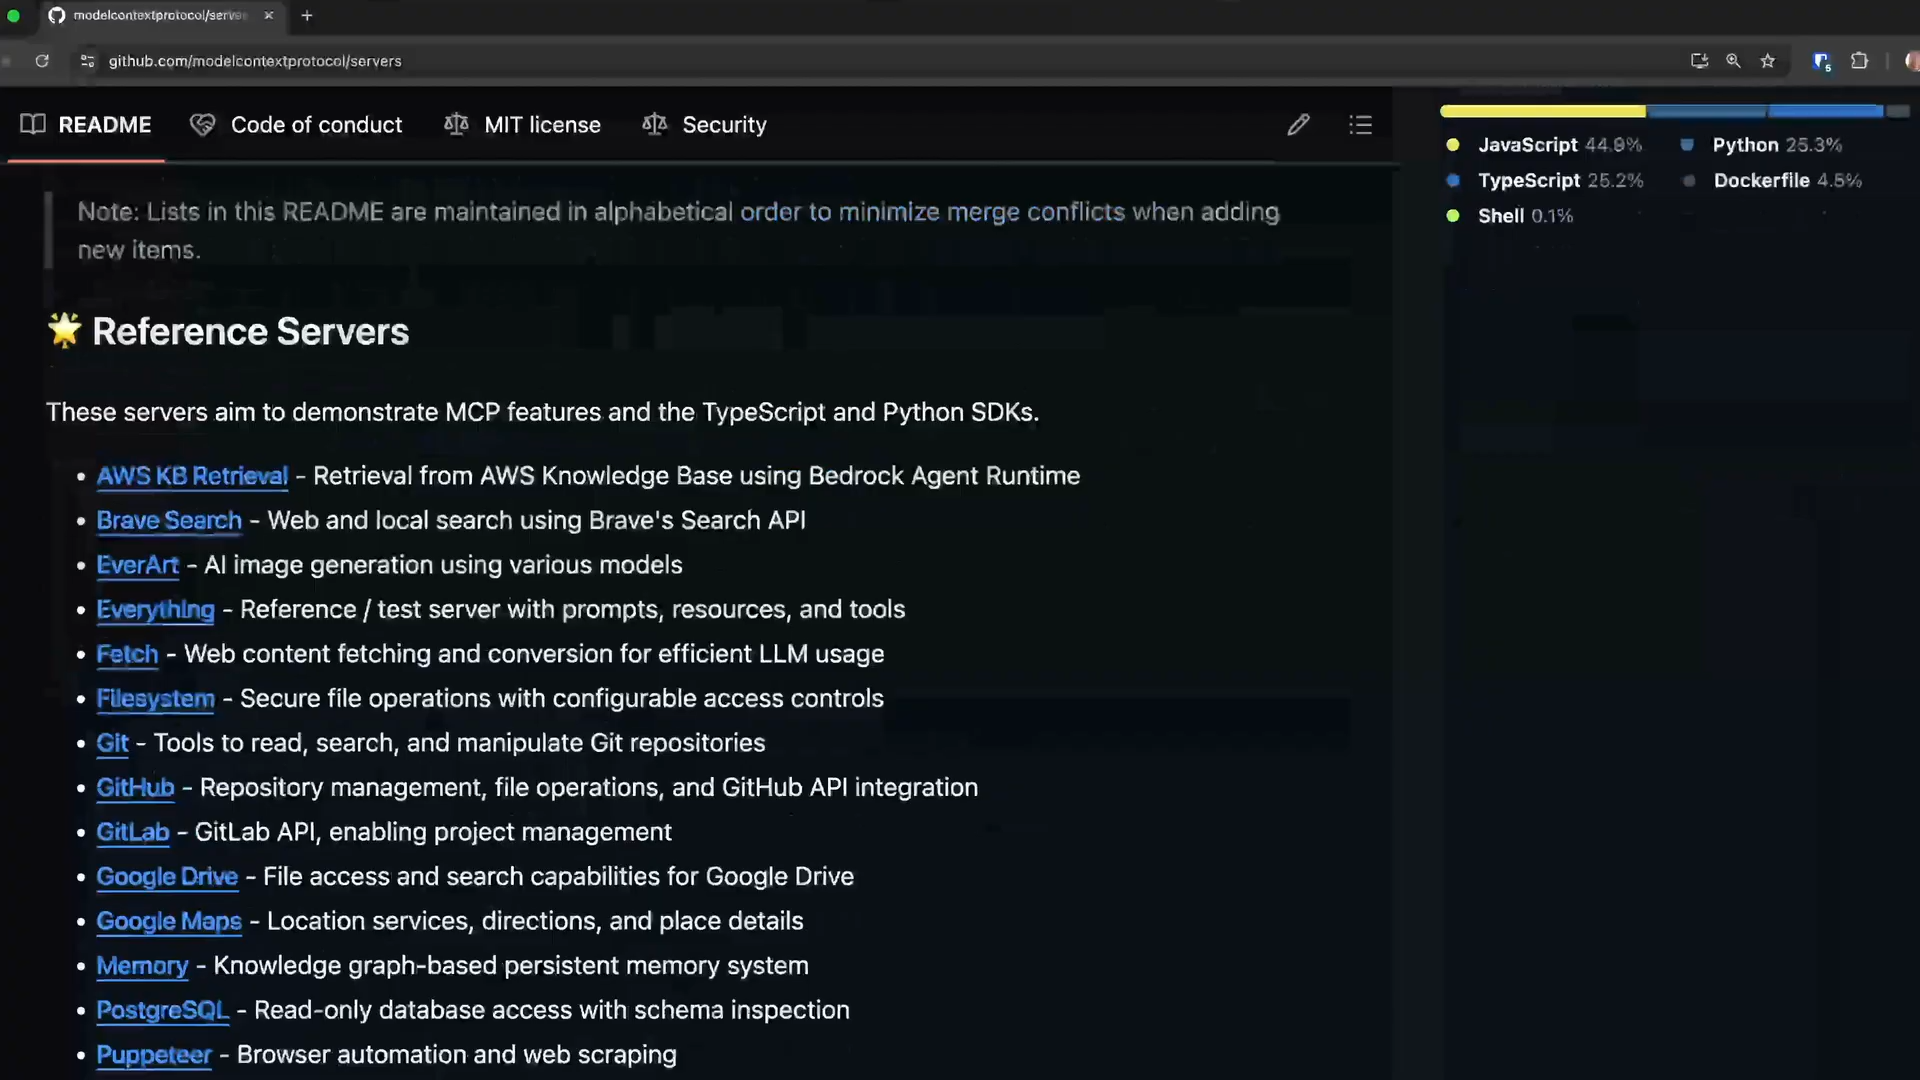 modelcontextprotocol/serve
github.com/modelcontextprotocol/servers
README
Code of conduct
MIT license
Security
JavaScript 44.9%
Python 25.3%
TypeScript 25.2%
Dockerfile 4.5%
Shell 0.1%
Note: Lists in this README are maintained in alphabetical order to minimize merge conflicts when adding
new items.
🌟 Reference Servers
These servers aim to demonstrate MCP features and the TypeScript and Python SDKs.
• AWS KB Retrieval - Retrieval from AWS Knowledge Base using Bedrock Agent Runtime
• Brave Search - Web and local search using Brave's Search API
• EverArt - AI image generation using various models
• Everything - Reference / test server with prompts, resources, and tools
• Fetch - Web content fetching and conversion for efficient LLM usage
• Filesystem - Secure file operations with configurable access controls
• Git - Tools to read, search, and manipulate Git repositories
• GitHub - Repository management, file operations, and GitHub API integration
• GitLab - GitLab API, enabling project management
• Google Drive - File access and search capabilities for Google Drive
• Google Maps - Location services, directions, and place details
• Memory - Knowledge graph-based persistent memory system
• PostgreSQL - Read-only database access with schema inspection
• Puppeteer - Browser automation and web scraping